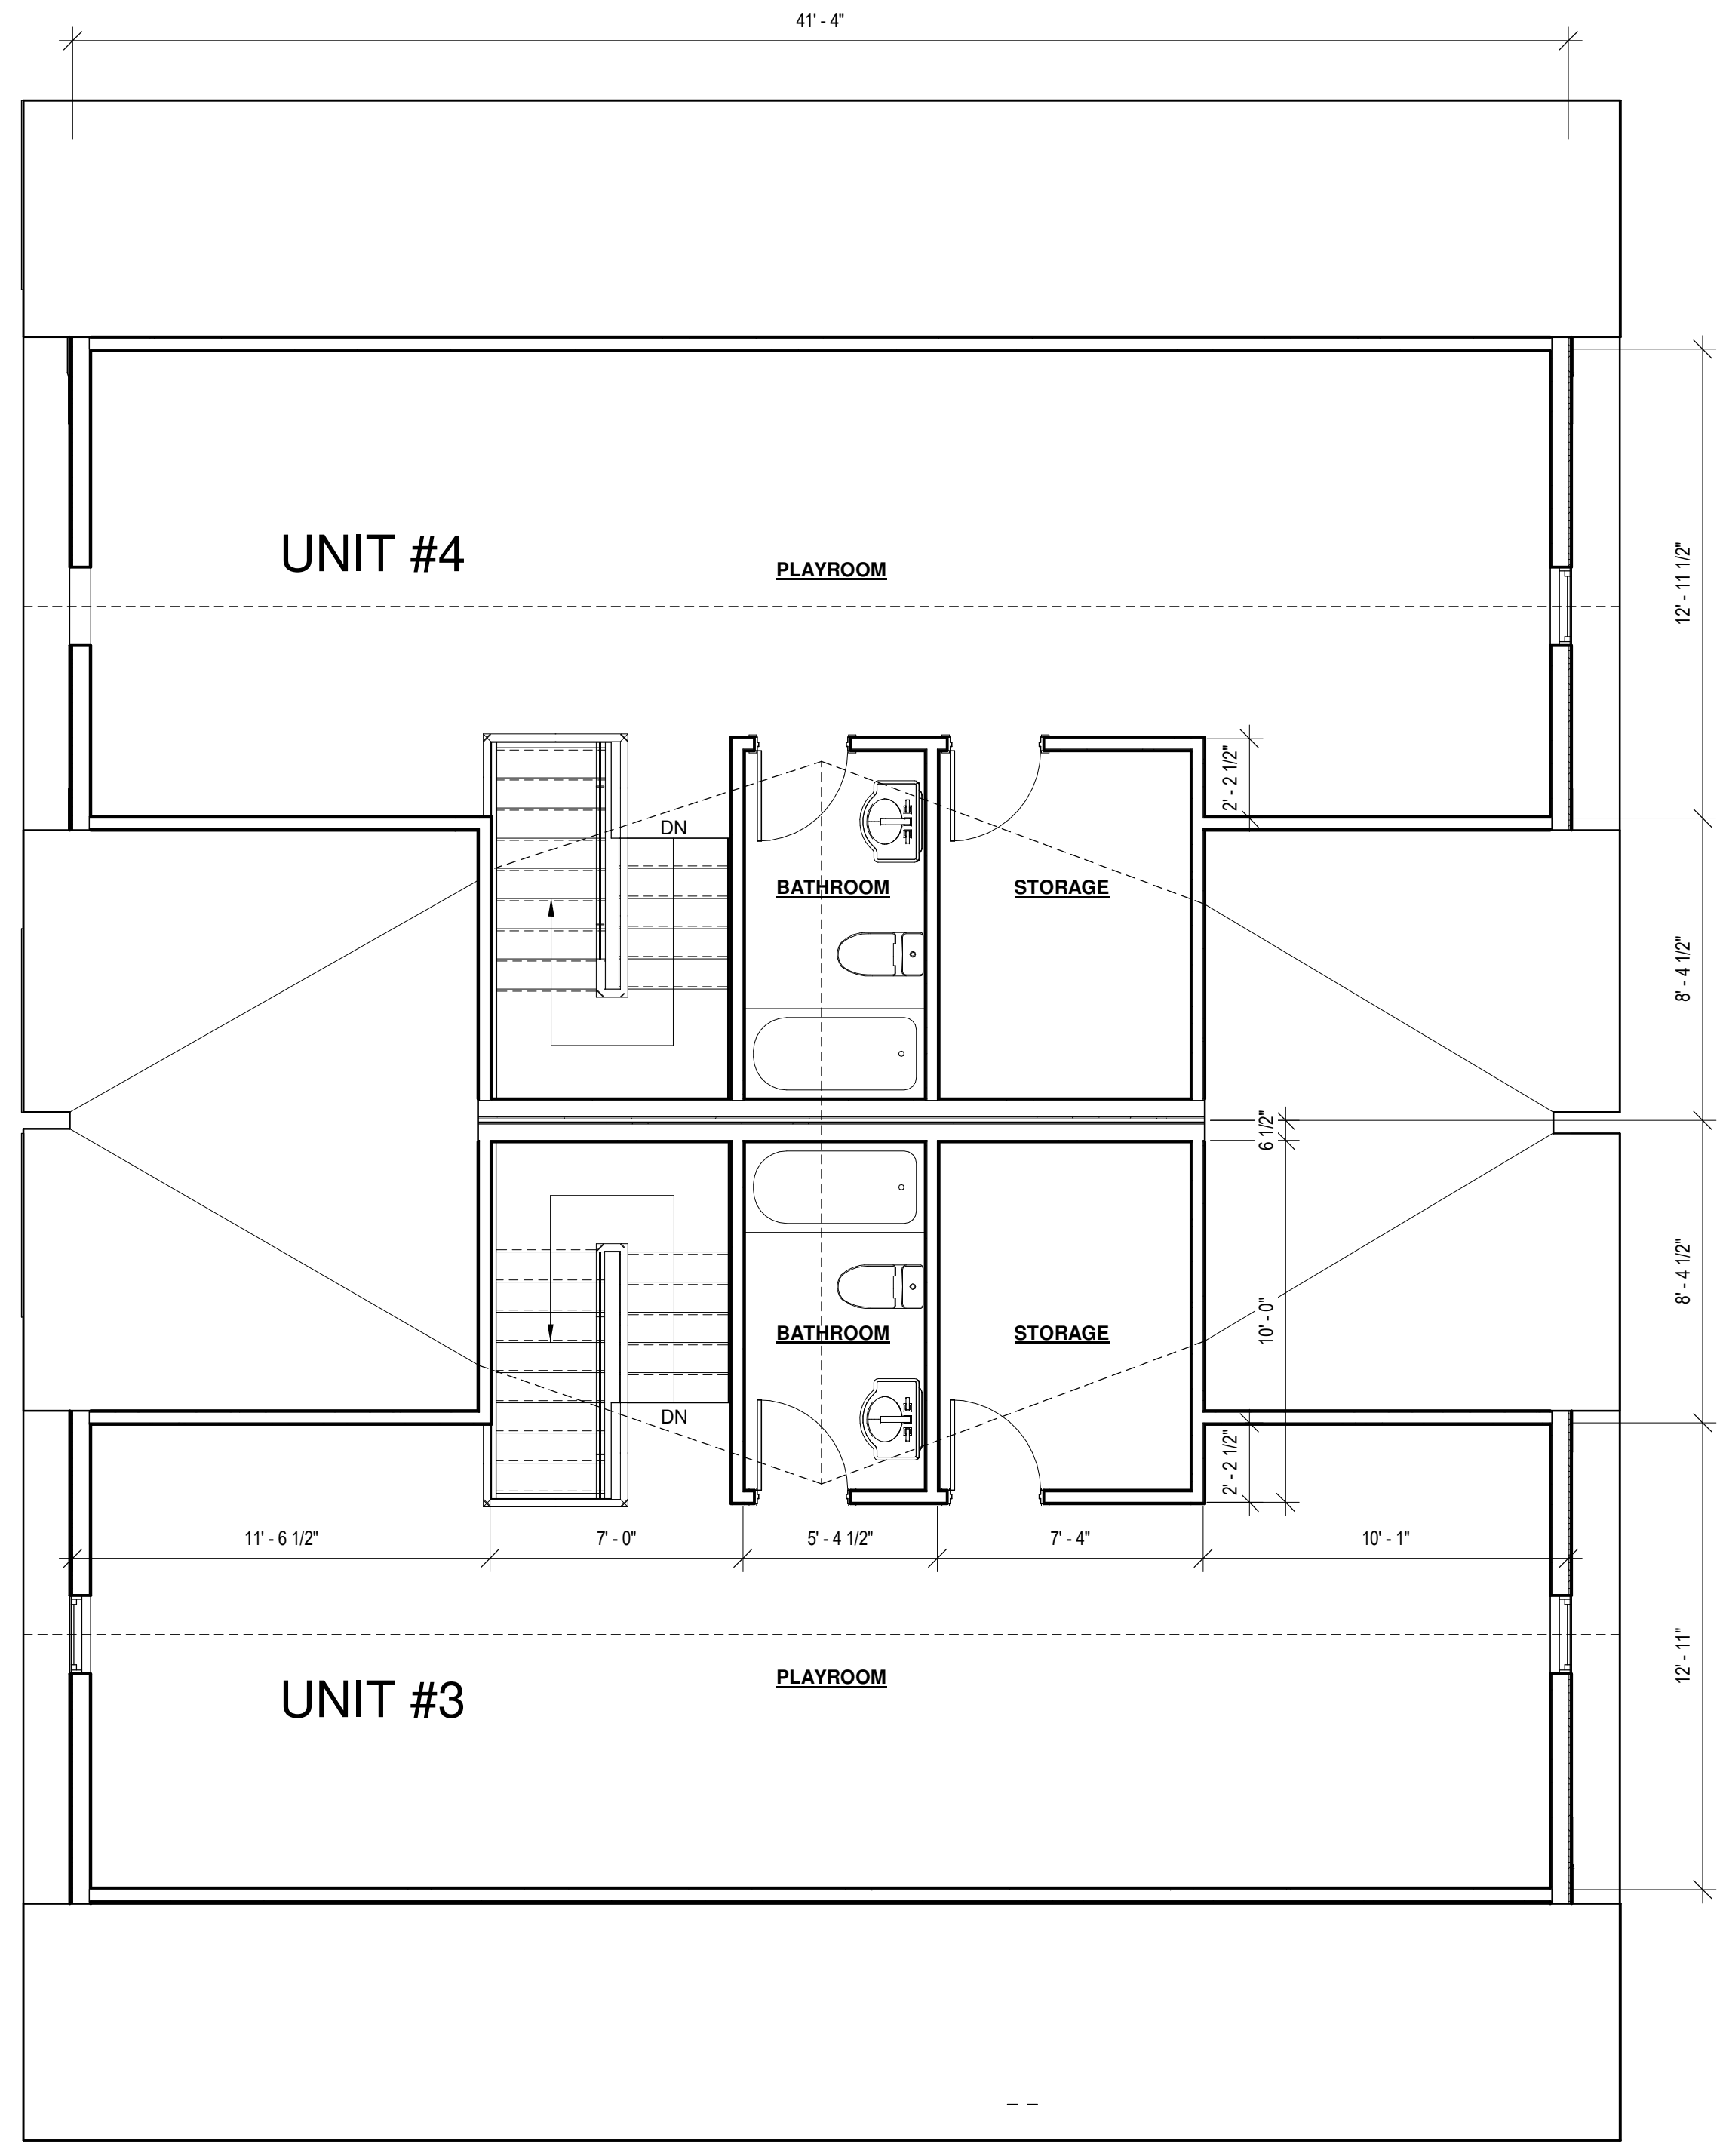 41' - 4"
UNIT #4
PLAYROOM
12' - 11 1/2"
2' - 2 1/2"
DN
BATHROOM
STORAGE
8' - 4 1/2"
6 1/2"
8' - 4 1/2"
10' - 0"
BATHROOM
STORAGE
DN
2' - 2 1/2"
11' - 6 1/2"
7' - 0"
5' - 4 1/2"
7' - 4"
10' - 1"
12' - 11"
PLAYROOM
UNIT #3